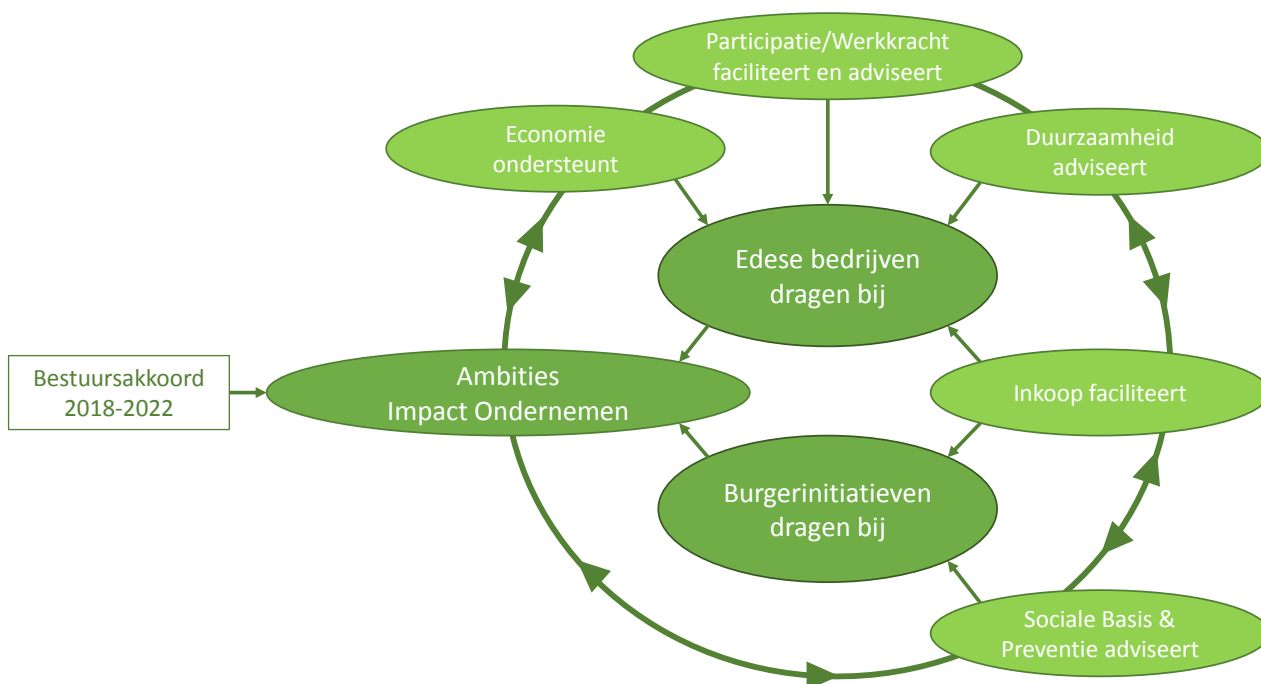 Participatie/Werkkracht
faciliteert en adviseert
Economie
ondersteunt
Duurzaamheid
adviseert
Edese bedrijven
dragen bij
Bestuursakkoord
2018-2022
Ambities
Impact Ondernemen
Inkoop faciliteert
Burgerinitiatieven
dragen bij
Sociale Basis &
Preventie adviseert